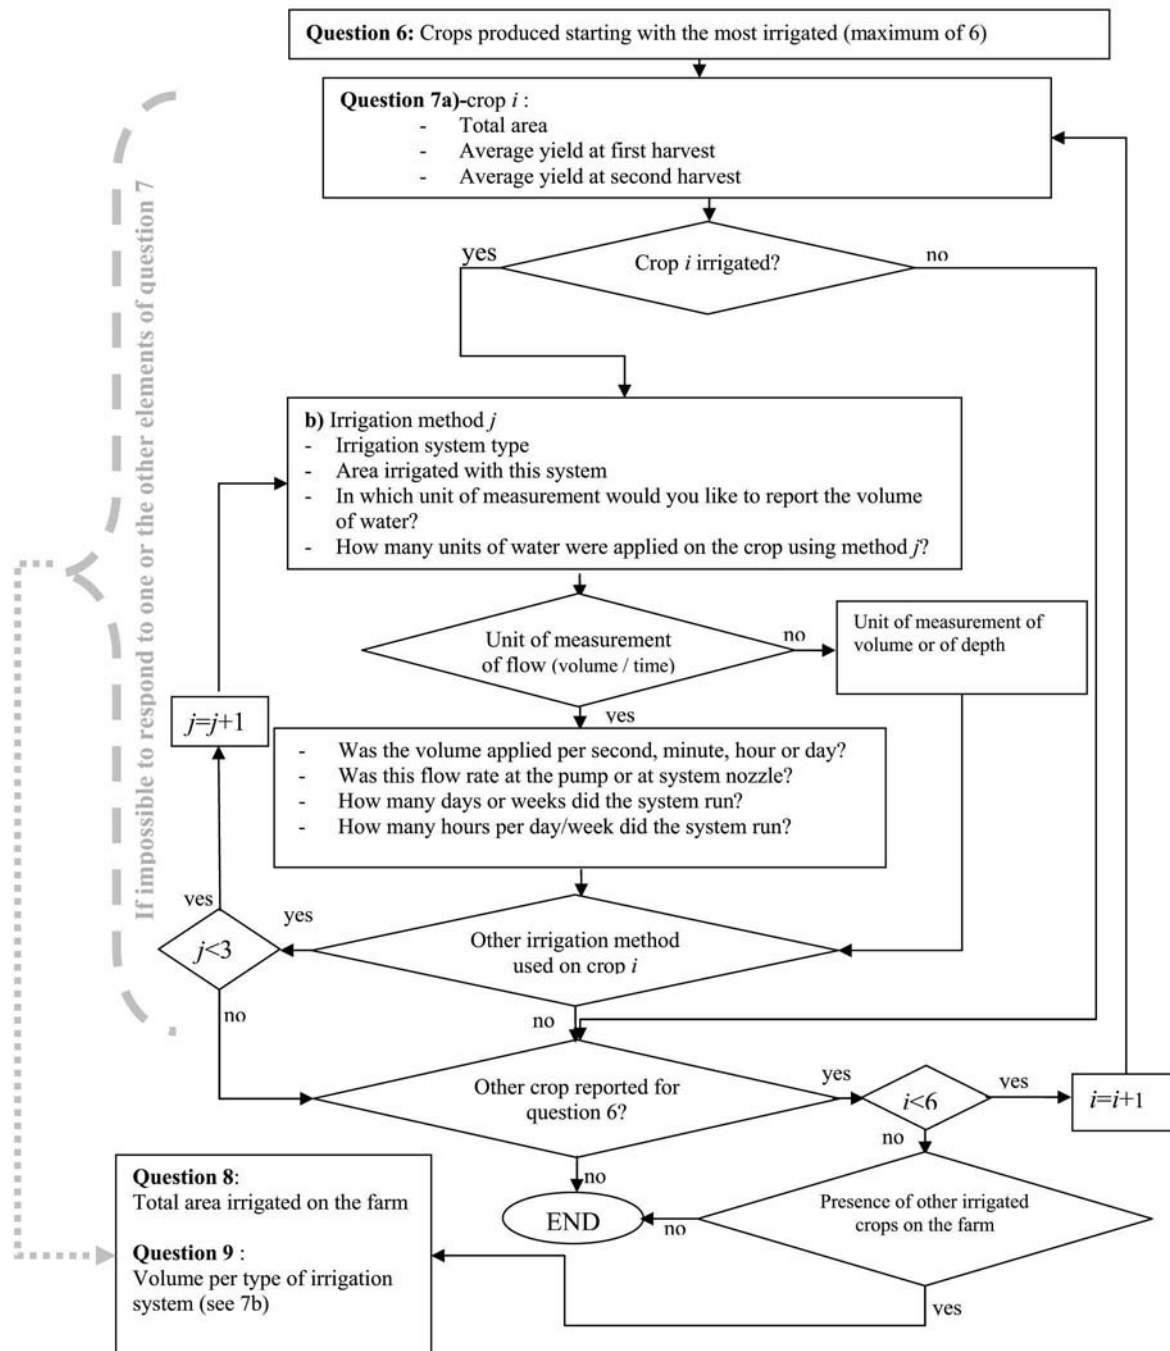 Question 6: Crops produced starting with the most irrigated (maximum of 6)
Question 7a)-crop i :
- Total area
- Average yield at first harvest
- Average yield at second harvest
If impossible to respond to one or the other elements of question 7
yes
Crop i irrigated?
no
b) Irrigation method j
- Irrigation system type
- Area irrigated with this system
- In which unit of measurement would you like to report the volume
of water?
- How many units of water were applied on the crop using method j?
Unit of measurement
of flow (volume / time)
no
Unit of measurement of
volume or of depth
yes
j=j+1
- Was the volume applied per second, minute, hour or day?
- Was this flow rate at the pump or at system nozzle?
- How many days or weeks did the system run?
- How many hours per day/week did the system run?
yes
yes
j<3
Other irrigation method
used on crop i
no
no
Other crop reported for
question 6?
yes
i<6
yes
i=i+1
no
no
END
Presence of other irrigated
crops on the farm
no
yes
Question 8:
Total area irrigated on the farm
Question 9 :
Volume per type of irrigation
system (see 7b)